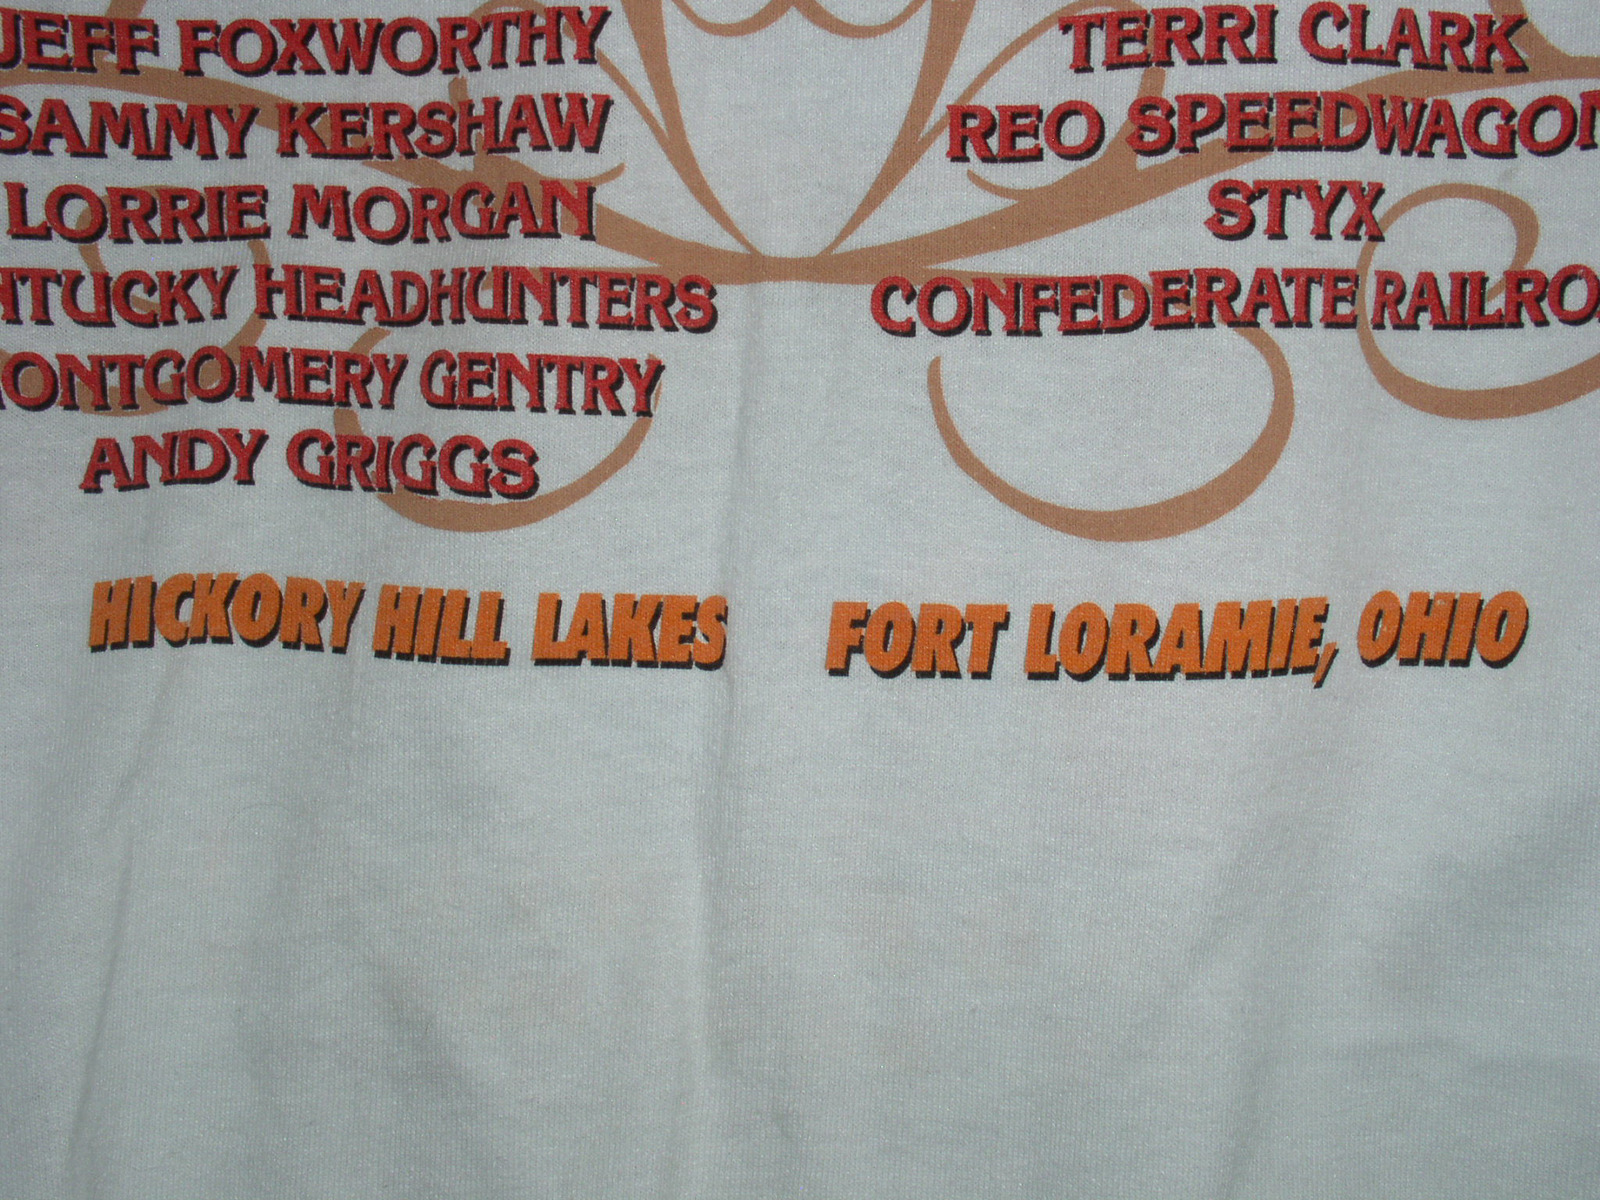 JEFF FOXWORTHY
SAMMY KERSHAW
LORRIE MORGAN
NTUCKY HEADHUNTERS
ONTGOMERY GENTRY
ANDY GRIGGS
TERRI CLARK
REO SPEEDWAGON
STYX
CONFEDERATE RAILRO
HICKORY HILL LAKES FORT LORAMIE, OHIO